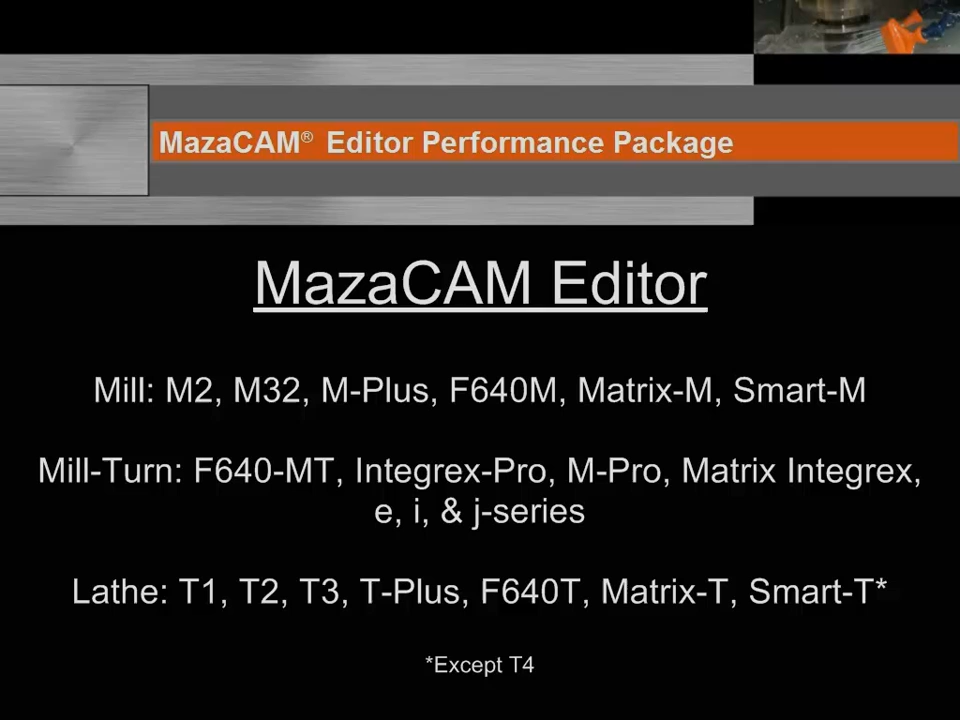 MazaCAM® Editor Performance Package
MazaCAM Editor
Mill: M2, M32, M-Plus, F640M, Matrix-M, Smart-M
Mill-Turn: F640-MT, Integrex-Pro, M-Pro, Matrix Integrex,
e, i, & j-series
Lathe: T1, T2, T3, T-Plus, F640T, Matrix-T, Smart-T*
*Except T4